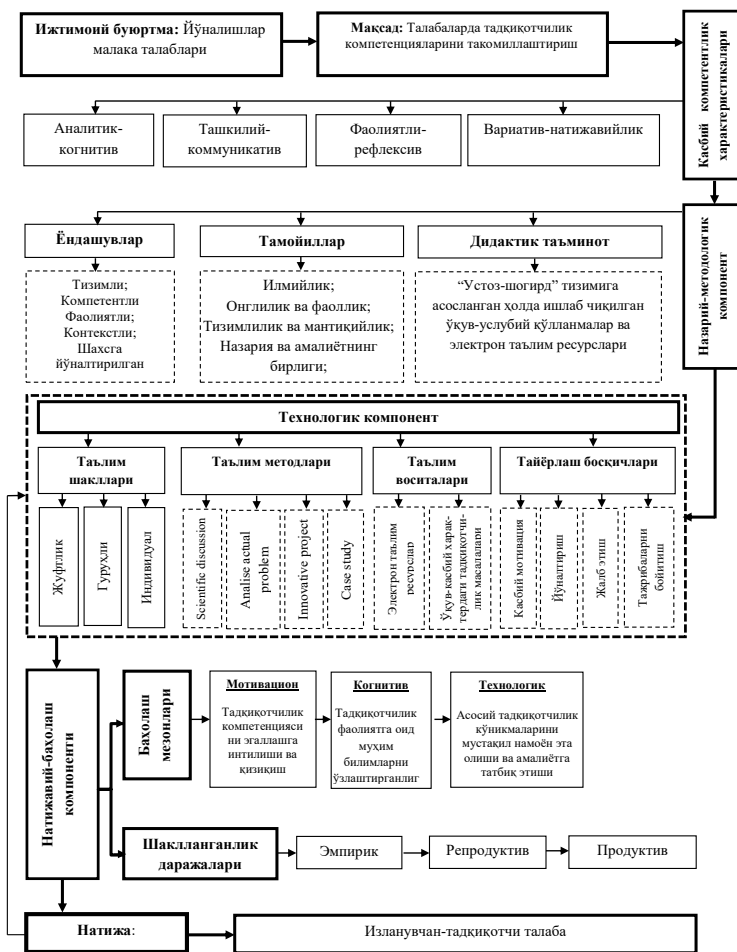 Ижтимоий буюртма: Йўналишлар
малака талаблари
Мақсад: Талабаларда тадқиқотчилик
компетенцияларини такомиллаштириш
Касбий компетентлик
характеристикалари
Аналитик-
когнитив
Ташкилий-
коммуникатив
Фаолиятли-
рефлексив
Вариатив-натижавийлик
Назарий-методологик
компонент
Ёндашувлар
Тамойиллар
Дидактик таъминот
Тизимли;
Компетентли
Фаолиятли;
Контекстли;
Шахсга
йўналтирилган
Илмийлик;
Онглилик ва фаоллик;
Тизимлилик ва мантиқийлик;
Назария ва амалиётнинг
бирлиги;
“Устоз-шогирд” тизимига
асосланган ҳолда ишлаб чиқилган
ўқув-услубий қўлланмалар ва
электрон таълим ресурслари
Технологик компонент
Таълим
шакллари
Таълим методлари
Таълим
воситалари
Тайёрлаш босқичлари
Жуфтлик
Гуруҳли
Индивидуал
Scientific discussion
Analise actual
problem
Innovative project
Case study
Электрон таълим
ресурслар
Ўқув-касбий харак-
тердаги тадқиқотчи-
лик масалалари
Касбий мотивация
Йўналтириш
Жалб этиш
Тажрибаларни
бойитиш
Натижавий-баҳолаш
компоненти
Баҳолаш
мезонлари
Мотивацион
Тадқиқотчилик
компетенцияси
ни эгаллашга
интилиши ва
қизиқиш
Когнитив
Тадқиқотчилик
фаолиятга оид
муҳим
билимларни
ўзлаштирганлиг
Технологик
Асосий тадқиқотчилик
кўникмаларини
мустақил намоён эта
олиши ва амалиётга
татбиқ этиши
Шаклланганлик
даражалари
Эмпирик
Репродуктив
Продуктив
Натижа:
Изланувчан-тадқиқотчи талаба